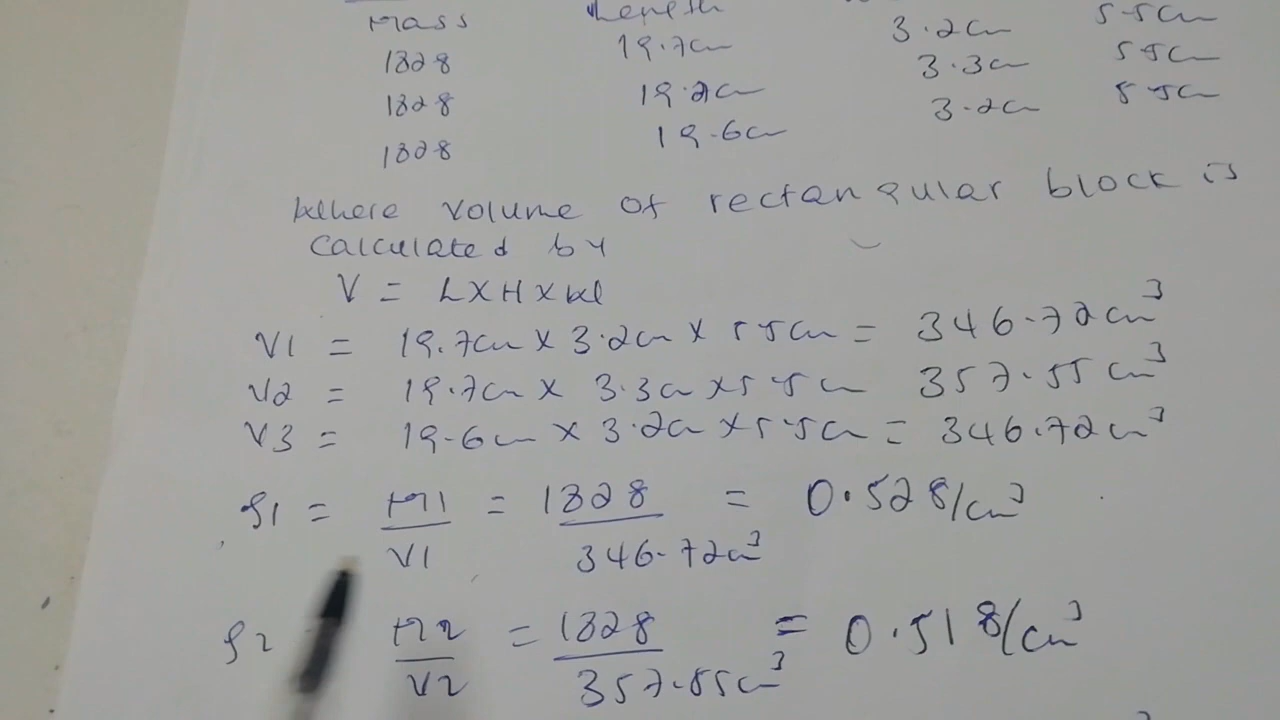 Mass Length 3.2cm 5.5cm
182g 19.7cm 3.3cm 5.5cm
182g 19.2cm 3.2cm 5.5cm
182g 19.6cm
Where volume of rectangular block is
calculated by
V = L X H X W
V1 = 19.7cm X 3.2cm X 5.5cm = 346.72cm³
V2 = 19.7cm X 3.3cm X 5.5cm 357.55cm³
V3 = 19.6cm X 3.2cm X 5.5cm = 346.72cm³
ρ1 = M1/V1 = 182g/346.72cm³ = 0.52g/cm³
ρ2 = M2/V2 = 182g/357.55cm³ = 0.51g/cm³